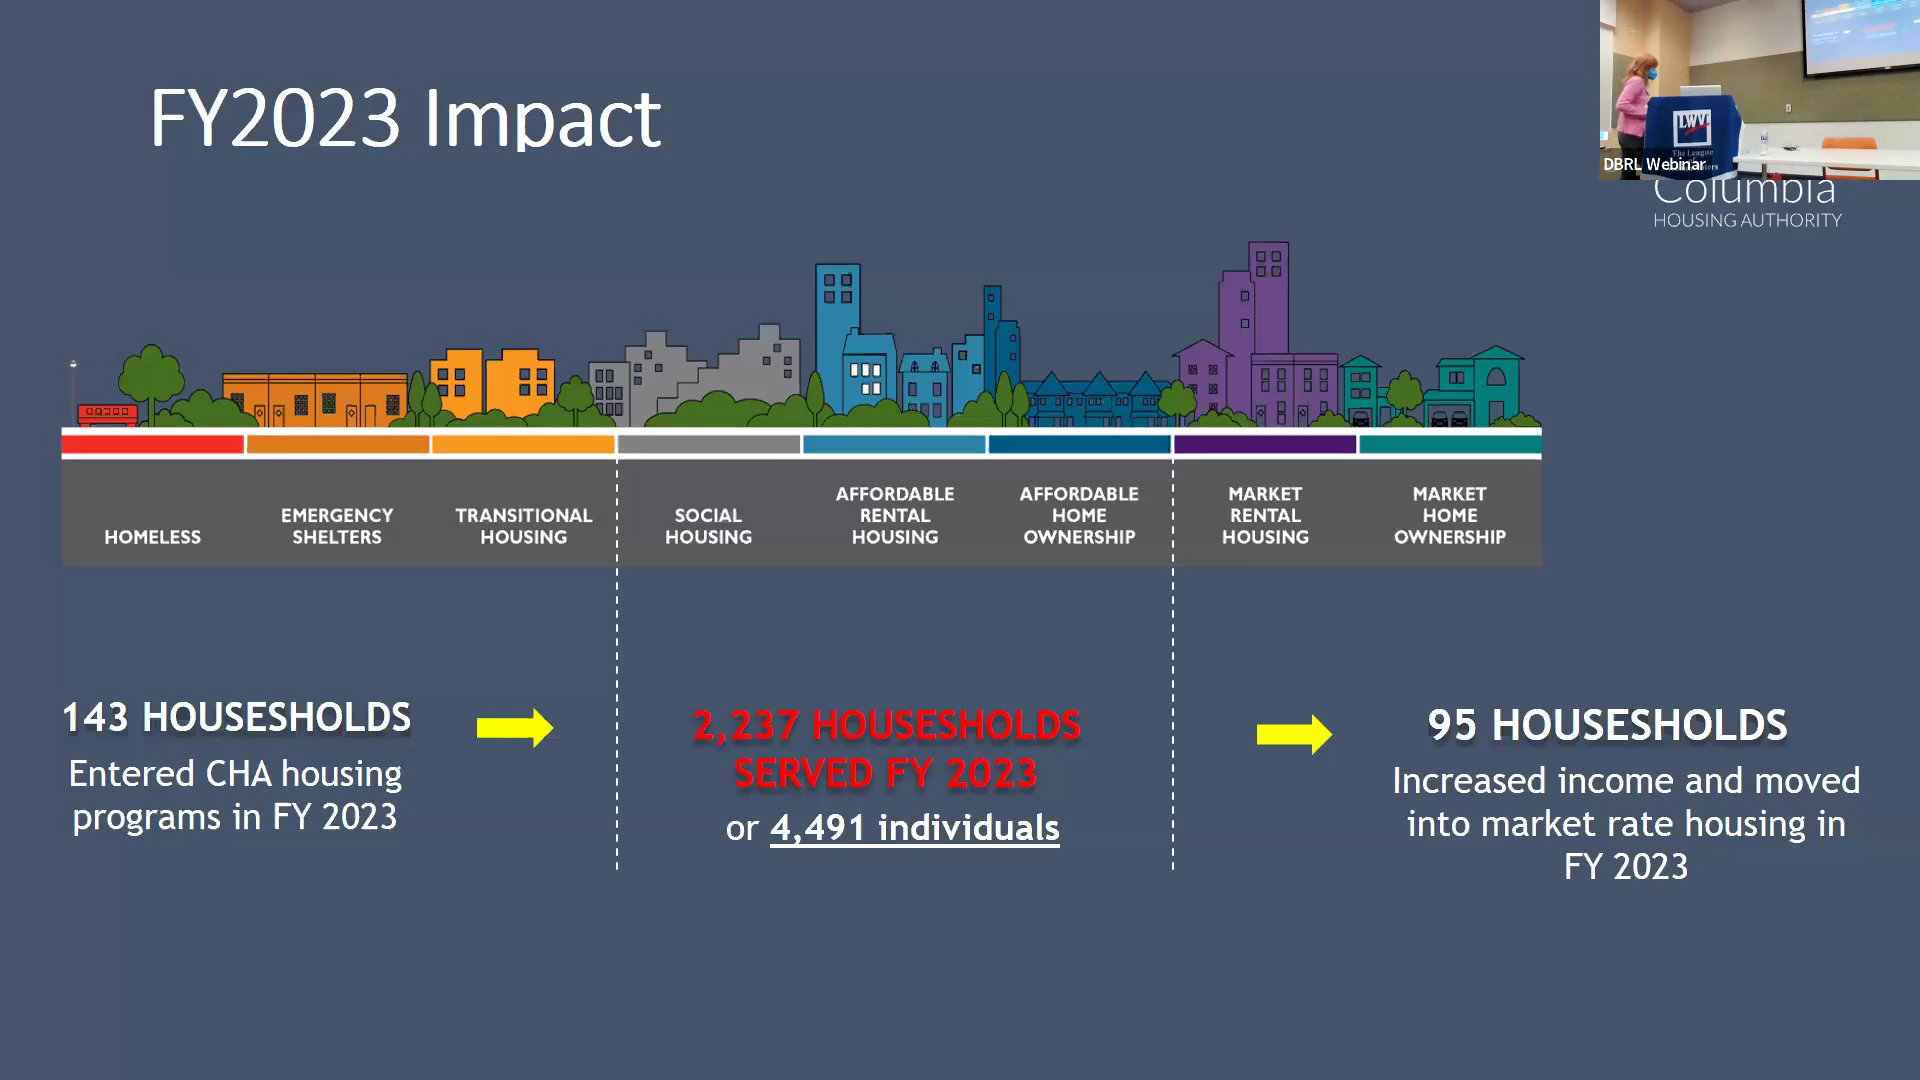 FY2023 Impact
LWV
The League
DBRL Webinar
Columbia
HOUSING AUTHORITY
HOMELESS
EMERGENCY
SHELTERS
TRANSITIONAL
HOUSING
SOCIAL
HOUSING
AFFORDABLE
RENTAL
HOUSING
AFFORDABLE
HOME
OWNERSHIP
MARKET
RENTAL
HOUSING
MARKET
HOME
OWNERSHIP
143 HOUSESHOLDS
Entered CHA housing
programs in FY 2023
2,237 HOUSESHOLDS
SERVED FY 2023
or 4,491 individuals
95 HOUSESHOLDS
Increased income and moved
into market rate housing in
FY 2023